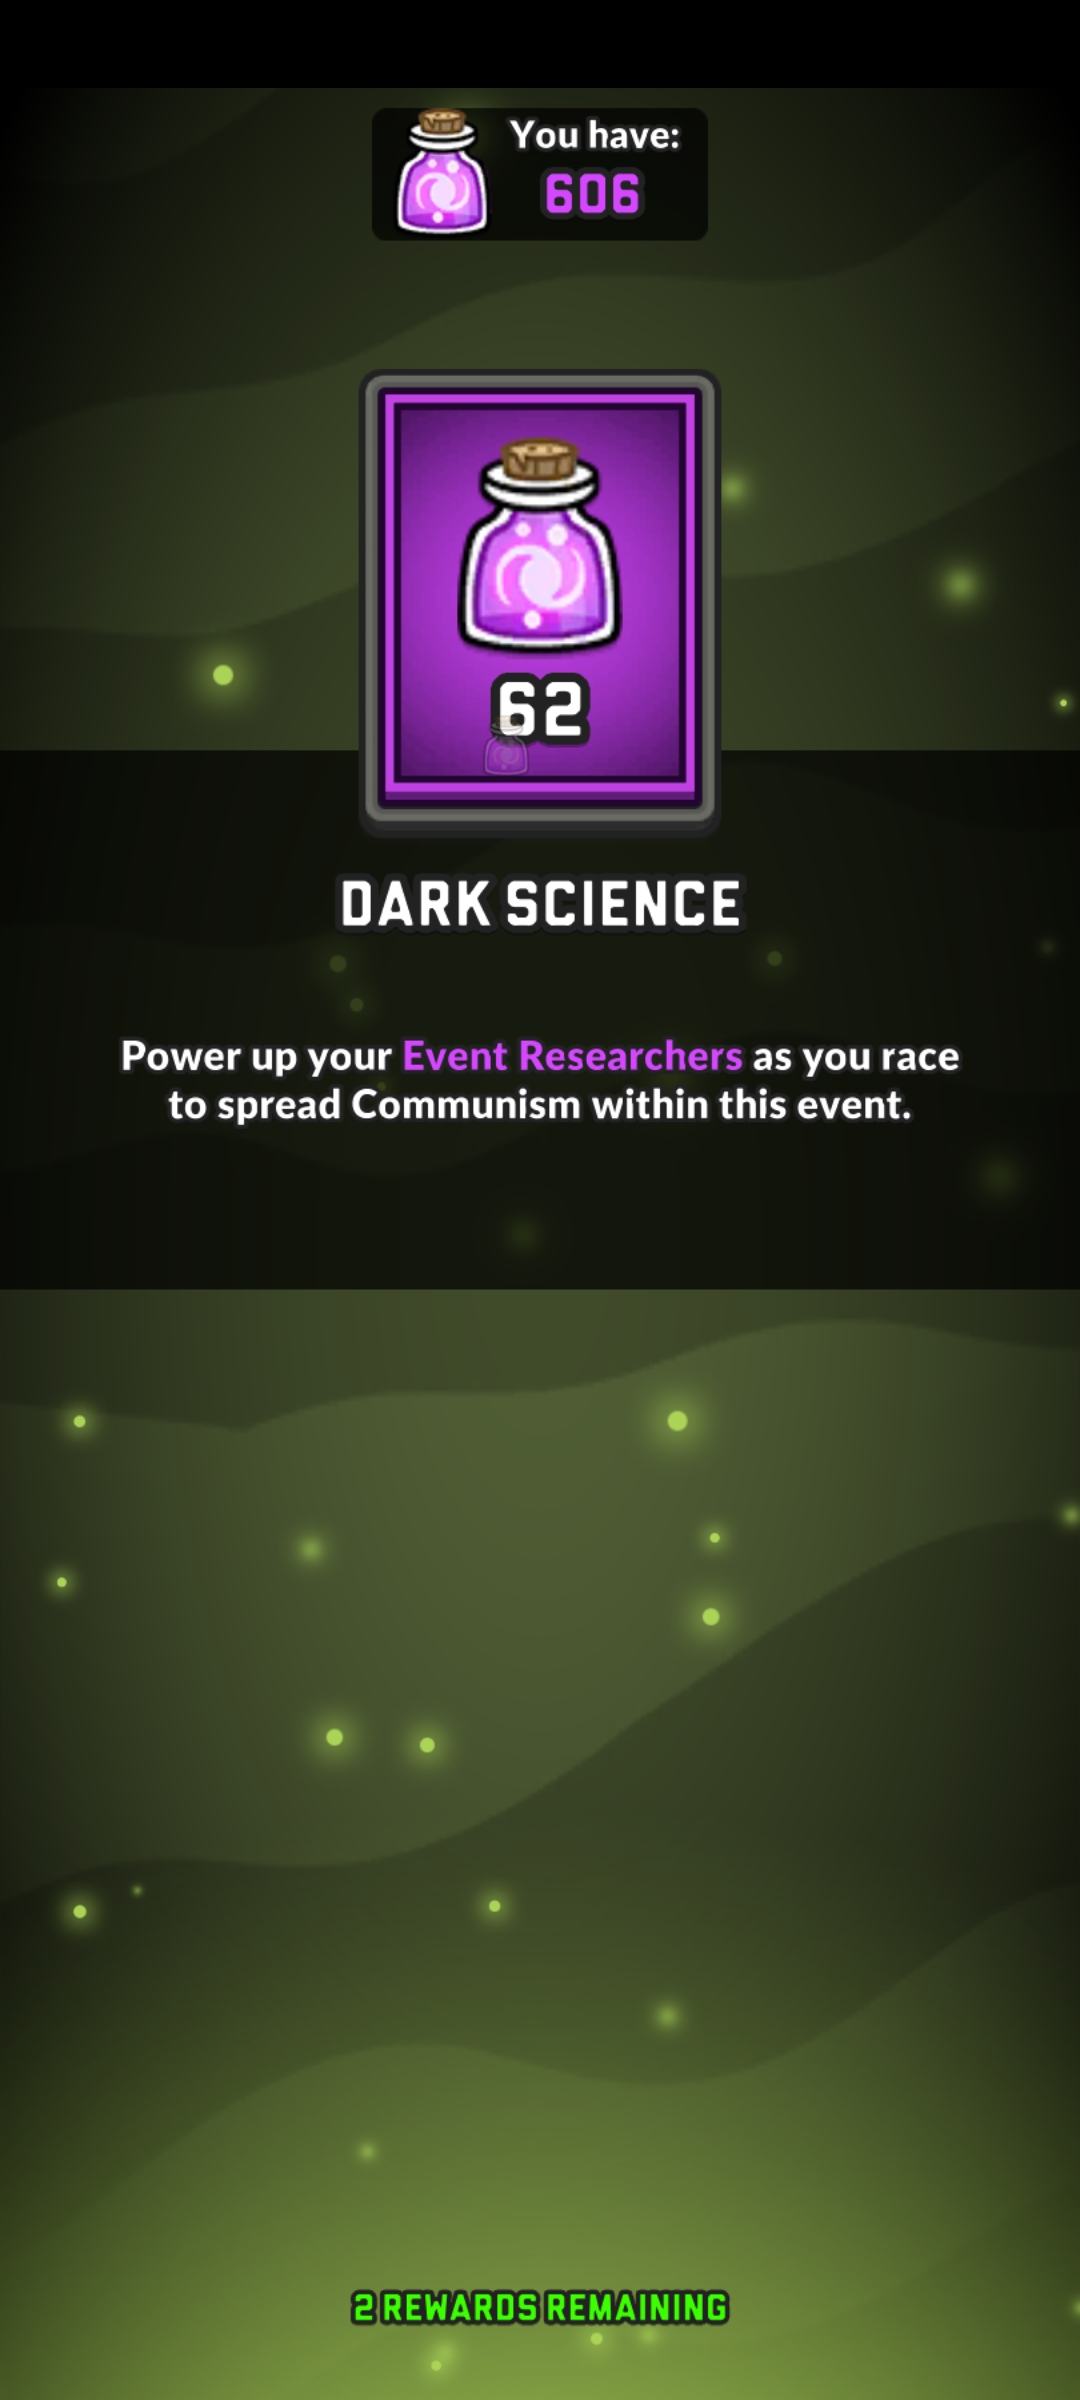 You have:
606
62
DARK SCIENCE
Power up your Event Researchers as you race
to spread Communism within this event.
2 REWARDS REMAINING